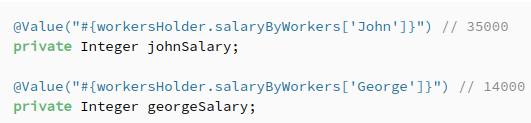 @Value("#{workersHolder.salaryByWorkers['John']}") // 35000
private Integer johnSalary;
@Value("#{workersHolder.salaryByWorkers['George']}") // 14000
private Integer georgeSalary;